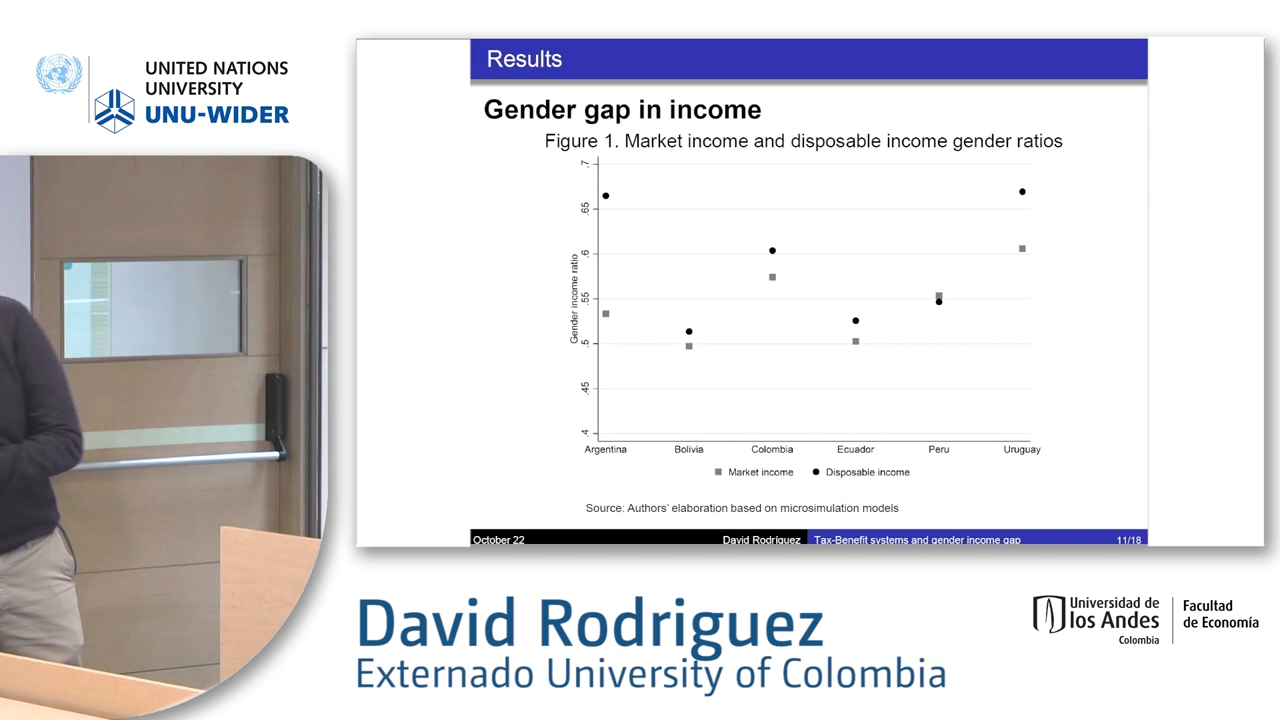 UNITED NATIONS
UNIVERSITY
UNU-WIDER
Results
Gender gap in income
Figure 1. Market income and disposable income gender ratios
Gender income ratio
.7
.65
.6
.55
.5
.45
.4
Argentina Bolivia Colombia Ecuador Peru Uruguay
Market income Disposable income
Source: Authors' elaboration based on microsimulation models
October 22 David Rodríguez Tax-Benefit systems and gender income gap 11/18
David Rodriguez
Externado University of Colombia
Universidad de
los Andes
Colombia
Facultad
de Economía